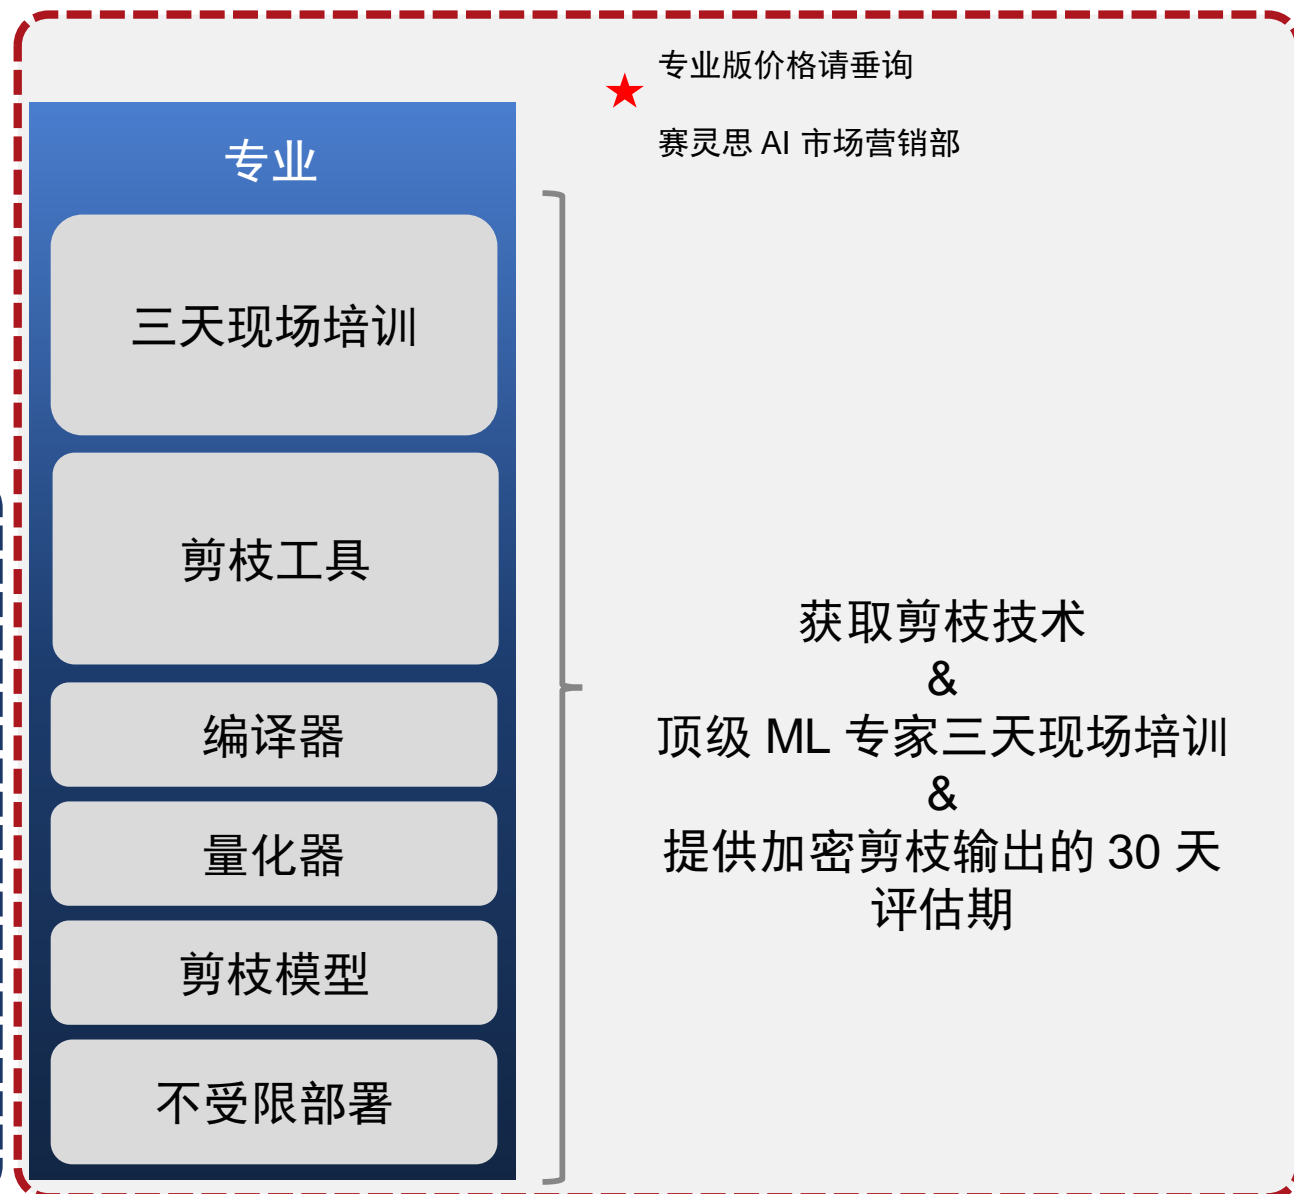 专业版价格请垂询
赛灵思 AI 市场营销部
专业
三天现场培训
剪枝工具
编译器
量化器
剪枝模型
不受限部署
获取剪枝技术
&
顶级 ML 专家三天现场培训
&
提供加密剪枝输出的 30 天
评估期